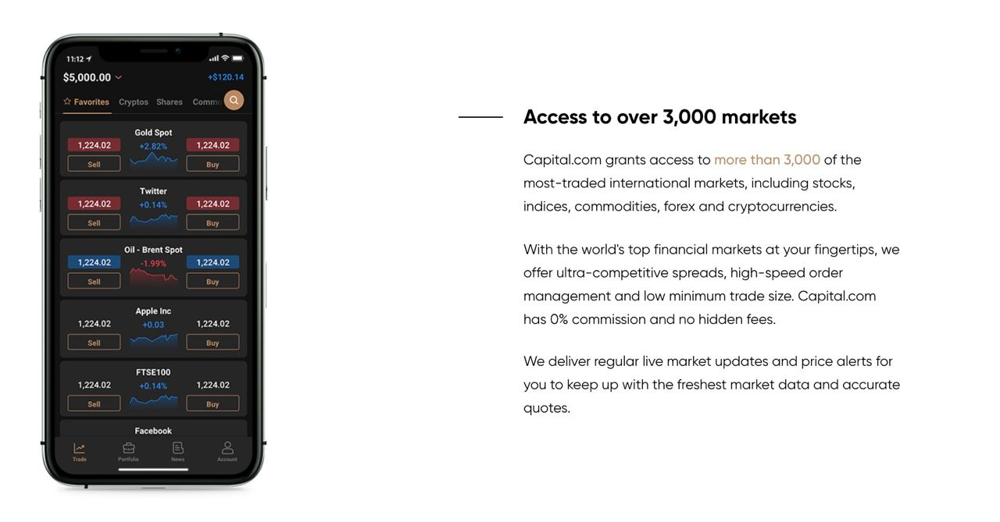 11:12
$5,000.00
+$120.14
Favorites Cryptos Shares Commo
Gold Spot
1,224.02 +2.82% 1,224.02
Sell Buy
Twitter
1,224.02 +0.14% 1,224.02
Sell Buy
Oil - Brent Spot
1,224.02 -1.99% 1,224.02
Sell Buy
Apple Inc
1,224.02 +0.03 1,224.02
Sell Buy
FTSE100
1,224.02 +0.14% 1,224.02
Sell Buy
Facebook
Trade Portfolio News Account
Access to over 3,000 markets
Capital.com grants access to more than 3,000 of the
most-traded international markets, including stocks,
indices, commodities, forex and cryptocurrencies.
With the world's top financial markets at your fingertips, we
offer ultra-competitive spreads, high-speed order
management and low minimum trade size. Capital.com
has 0% commission and no hidden fees.
We deliver regular live market updates and price alerts for
you to keep up with the freshest market data and accurate
quotes.